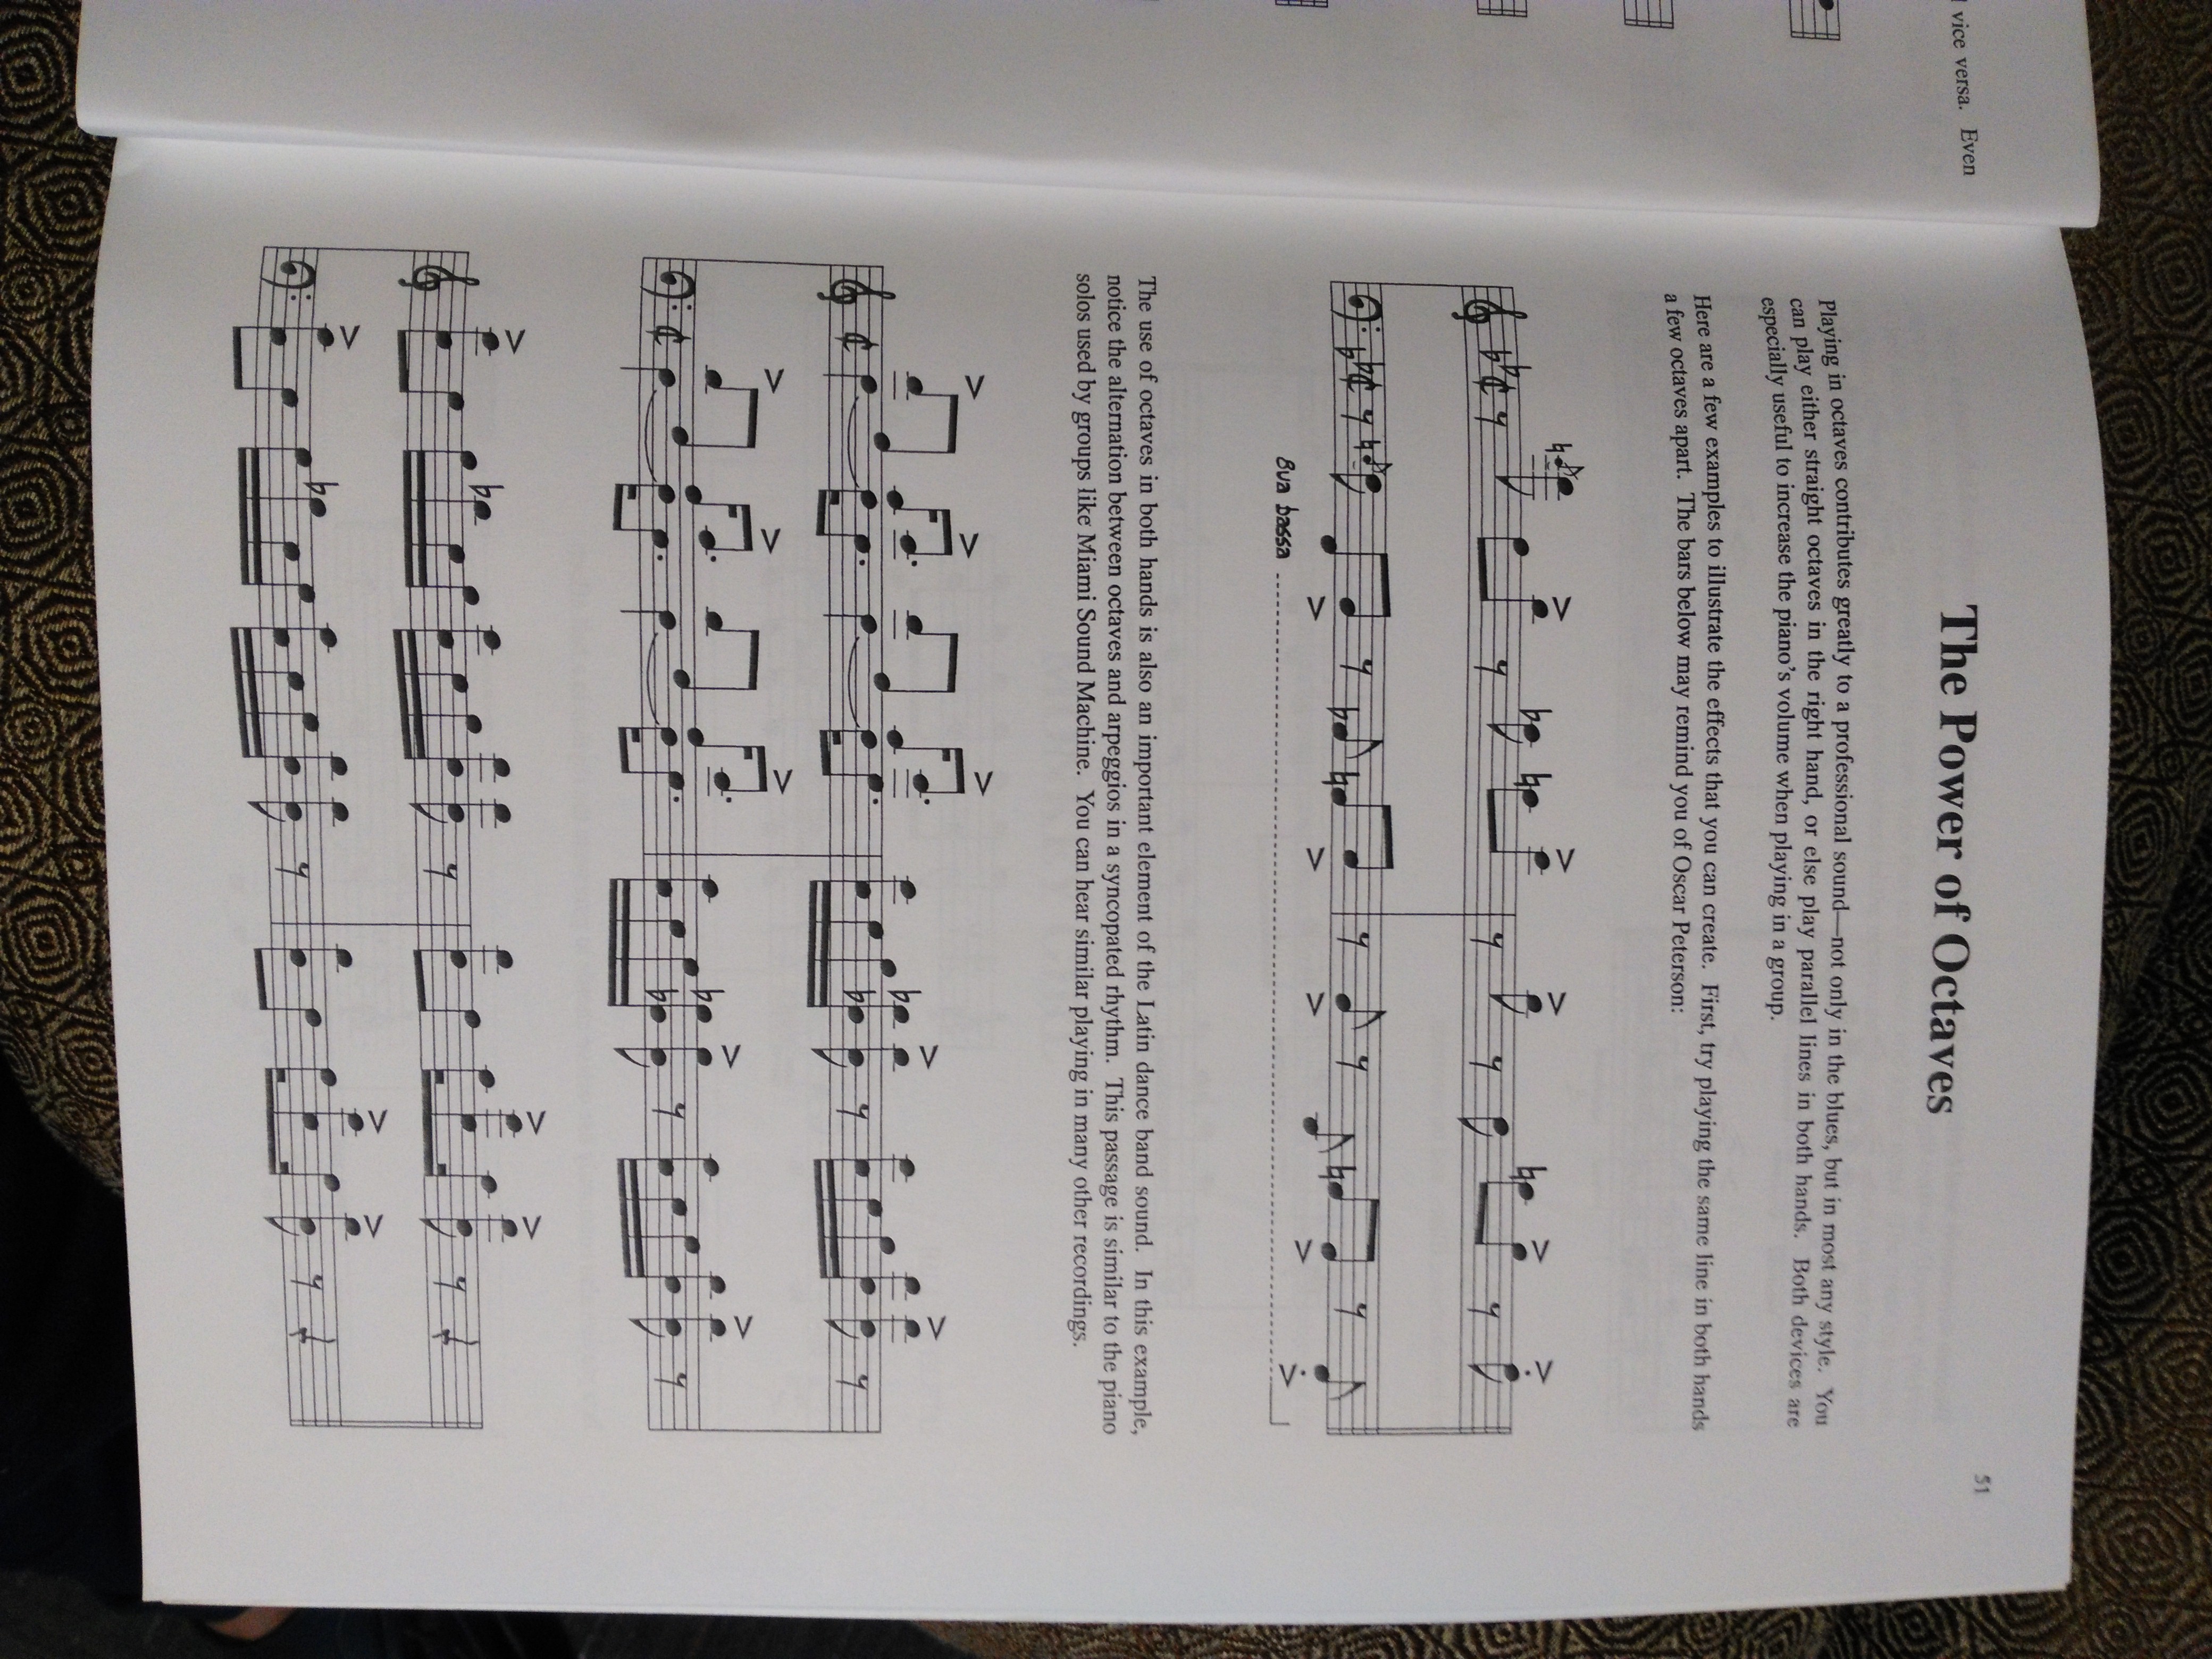 vice versa. Even
51
The Power of Octaves
Playing in octaves contributes greatly to a professional sound—not only in the blues, but in most any style. You
can play either straight octaves in the right hand, or else play parallel lines in both hands. Both devices are
especially useful to increase the piano's volume when playing in a group.
Here are a few examples to illustrate the effects that you can create. First, try playing the same line in both hands
a few octaves apart. The bars below may remind you of Oscar Peterson:
8va bassa
The use of octaves in both hands is also an important element of the Latin dance band sound. In this example,
notice the alternation between octaves and arpeggios in a syncopated rhythm. This passage is similar to the piano
solos used by groups like Miami Sound Machine. You can hear similar playing in many other recordings.